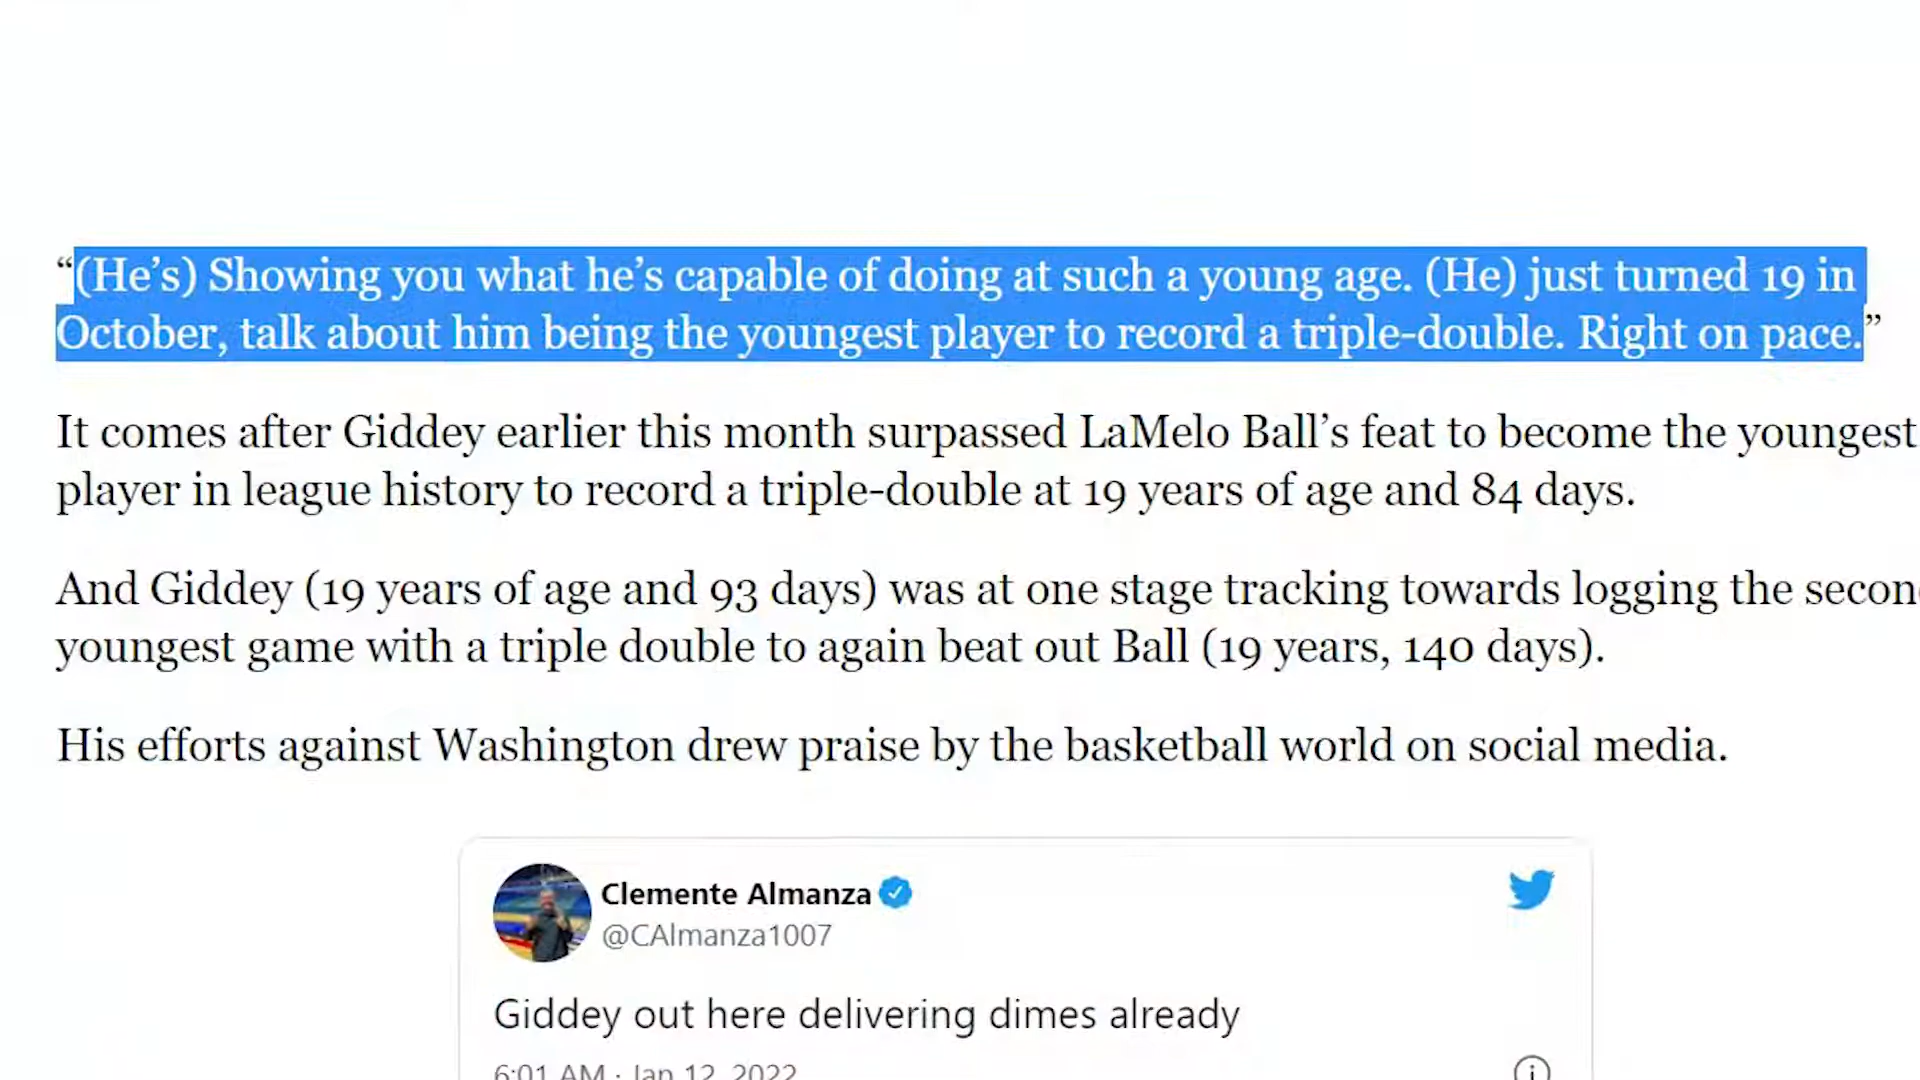 “(He’s) Showing you what he’s capable of doing at such a young age. (He) just turned 19 in
October, talk about him being the youngest player to record a triple-double. Right on pace.”
It comes after Giddey earlier this month surpassed LaMelo Ball’s feat to become the youngest
player in league history to record a triple-double at 19 years of age and 84 days.
And Giddey (19 years of age and 93 days) was at one stage tracking towards logging the secon
youngest game with a triple double to again beat out Ball (19 years, 140 days).
His efforts against Washington drew praise by the basketball world on social media.
Clemente Almanza
@CAlmanza1007
Giddey out here delivering dimes already
6:01 AM · Jan 12, 2022